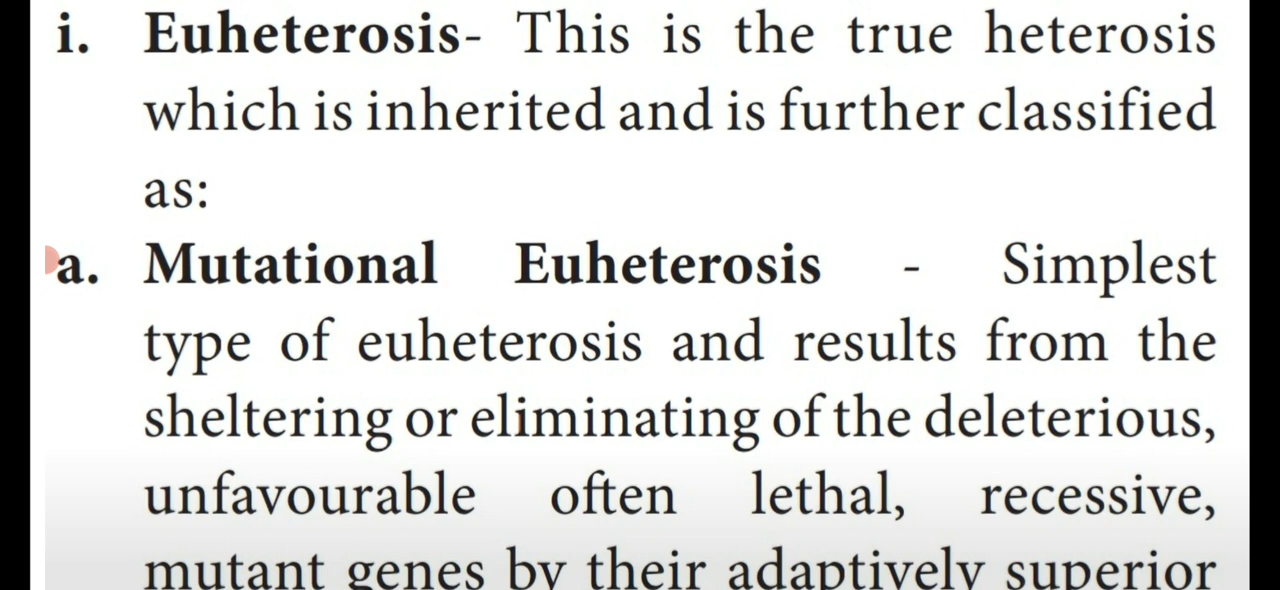 i. Euheterosis- This is the true heterosis
which is inherited and is further classified
as:
a. Mutational Euheterosis - Simplest
type of euheterosis and results from the
sheltering or eliminating of the deleterious,
unfavourable often lethal, recessive,
mutant genes by their adaptively superior